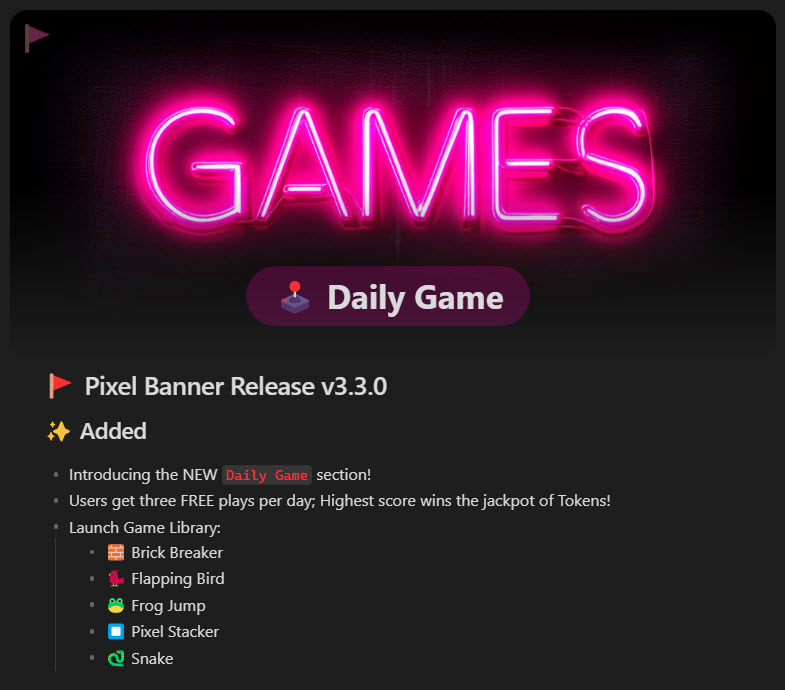 GAMES
Daily Game
Pixel Banner Release v3.3.0
Added
Introducing the NEW Daily Game section!
Users get three FREE plays per day; Highest score wins the jackpot of Tokens!
Launch Game Library:
Brick Breaker
Flapping Bird
Frog Jump
Pixel Stacker
Snake